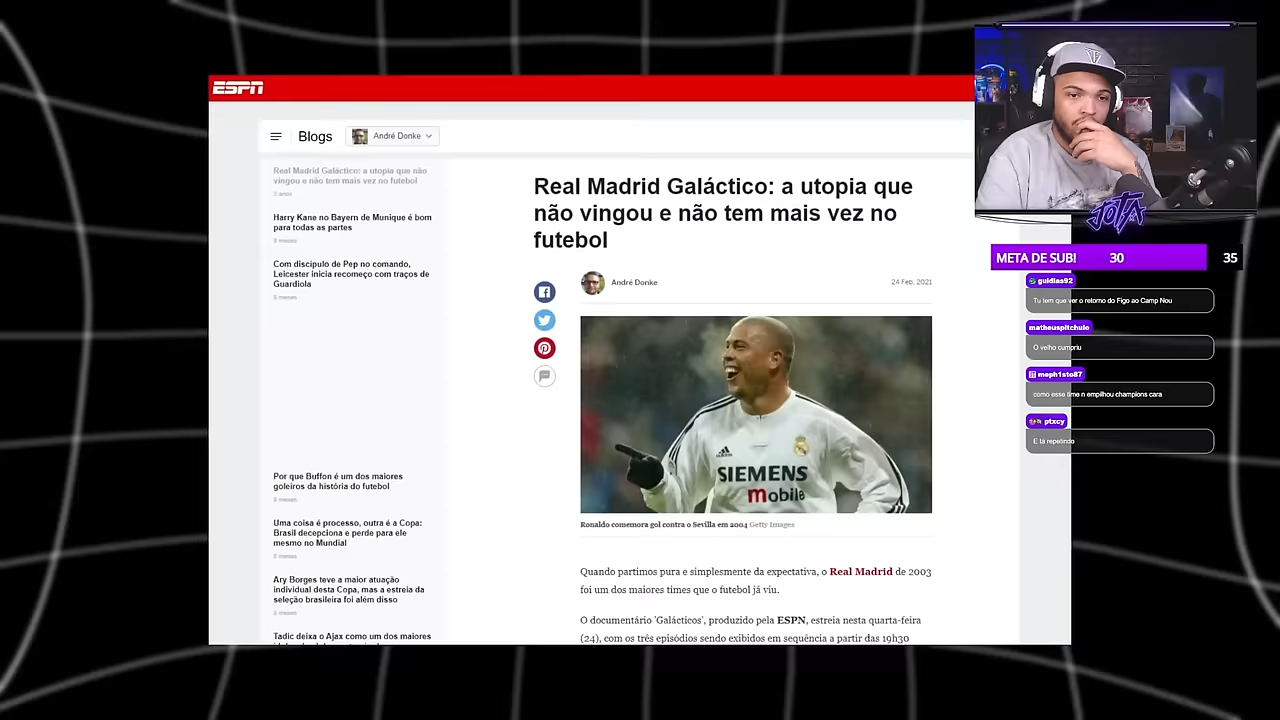 ESPN
Blogs
André Donke
Real Madrid Galáctico: a utopia que não
vingou e não tem mais vez no futebol
3 anos
Harry Kane no Bayern de Munique é bom
para todas as partes
8 meses
Com discípulo de Pep no comando,
Leicester inicia recomeço com traços de
Guardiola
Por que Buffon é um dos maiores
goleiros da história do futebol
Uma coisa é processo, outra é a Copa:
Brasil decepciona e perde para ele
mesmo no Mundial
Ary Borges teve a maior atuação
individual desta Copa, mas a estreia da
seleção brasileira foi além disso
Tadic deixa o Ajax como um dos maiores
Real Madrid Galáctico: a utopia que
não vingou e não tem mais vez no
futebol
André Donke
24 Feb, 2021
SIEMENS
mobile
Ronaldo comemora gol contra o Sevilla em 2004 Getty Images
Quando partimos pura e simplesmente da expectativa, o Real Madrid de 2003
foi um dos maiores times que o futebol já viu.
O documentário 'Galácticos', produzido pela ESPN, estreia nesta quarta-feira
(24), com os três episódios sendo exibidos em sequência a partir das 19h30
JOTA
META DE SUB! 30 35
guidias92
Tu tem que ver o retorno do Figo ao Camp Nou
matheuspitchule
O velho cumpriu
meph1sto87
como esse time n empilhou champions cara
ptxcy
E tá repetindo